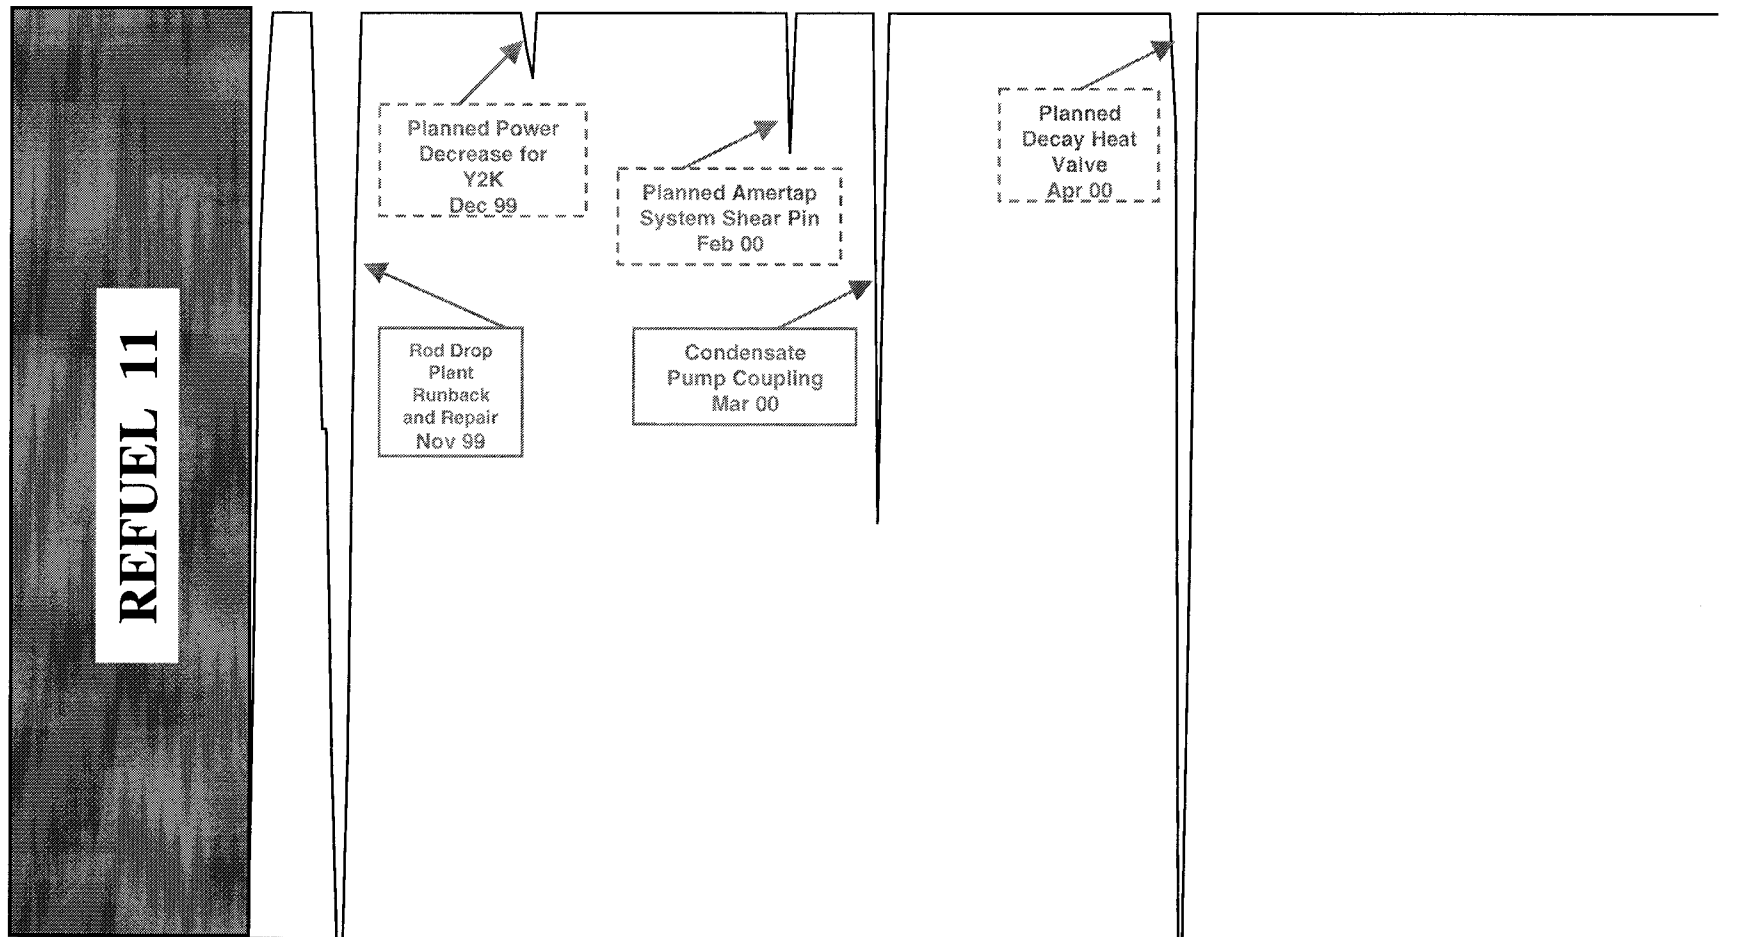 REFUEL 11
Planned Power
Decrease for
Y2K
Dec 99
Planned Amertap
System Shear Pin
Feb 00
Planned
Decay Heat
Valve
Apr 00
Rod Drop
Plant
Runback
and Repair
Nov 99
Condensate
Pump Coupling
Mar 00